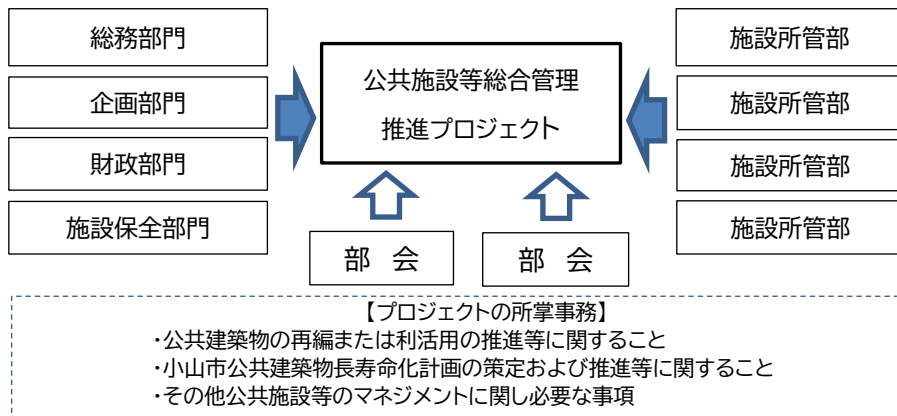 総務部門
企画部門
財政部門
施設保全部門
公共施設等総合管理
推進プロジェクト
施設所管部
施設所管部
施設所管部
施設所管部
部 会
部 会
【プロジェクトの所掌事務】
・公共建築物の再編または利活用の推進等に関すること
・小山市公共建築物長寿命化計画の策定および推進等に関すること
・その他公共施設等のマネジメントに関し必要な事項